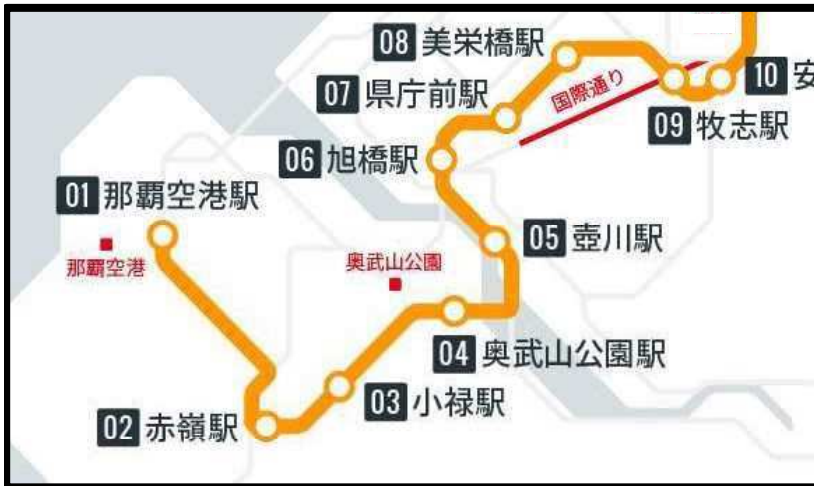 08 美栄橋駅
07 県庁前駅
国際通り
10 安
09 牧志駅
06 旭橋駅
01 那覇空港駅
那覇空港
奥武山公園
05 壺川駅
04 奥武山公園駅
03 小禄駅
02 赤嶺駅